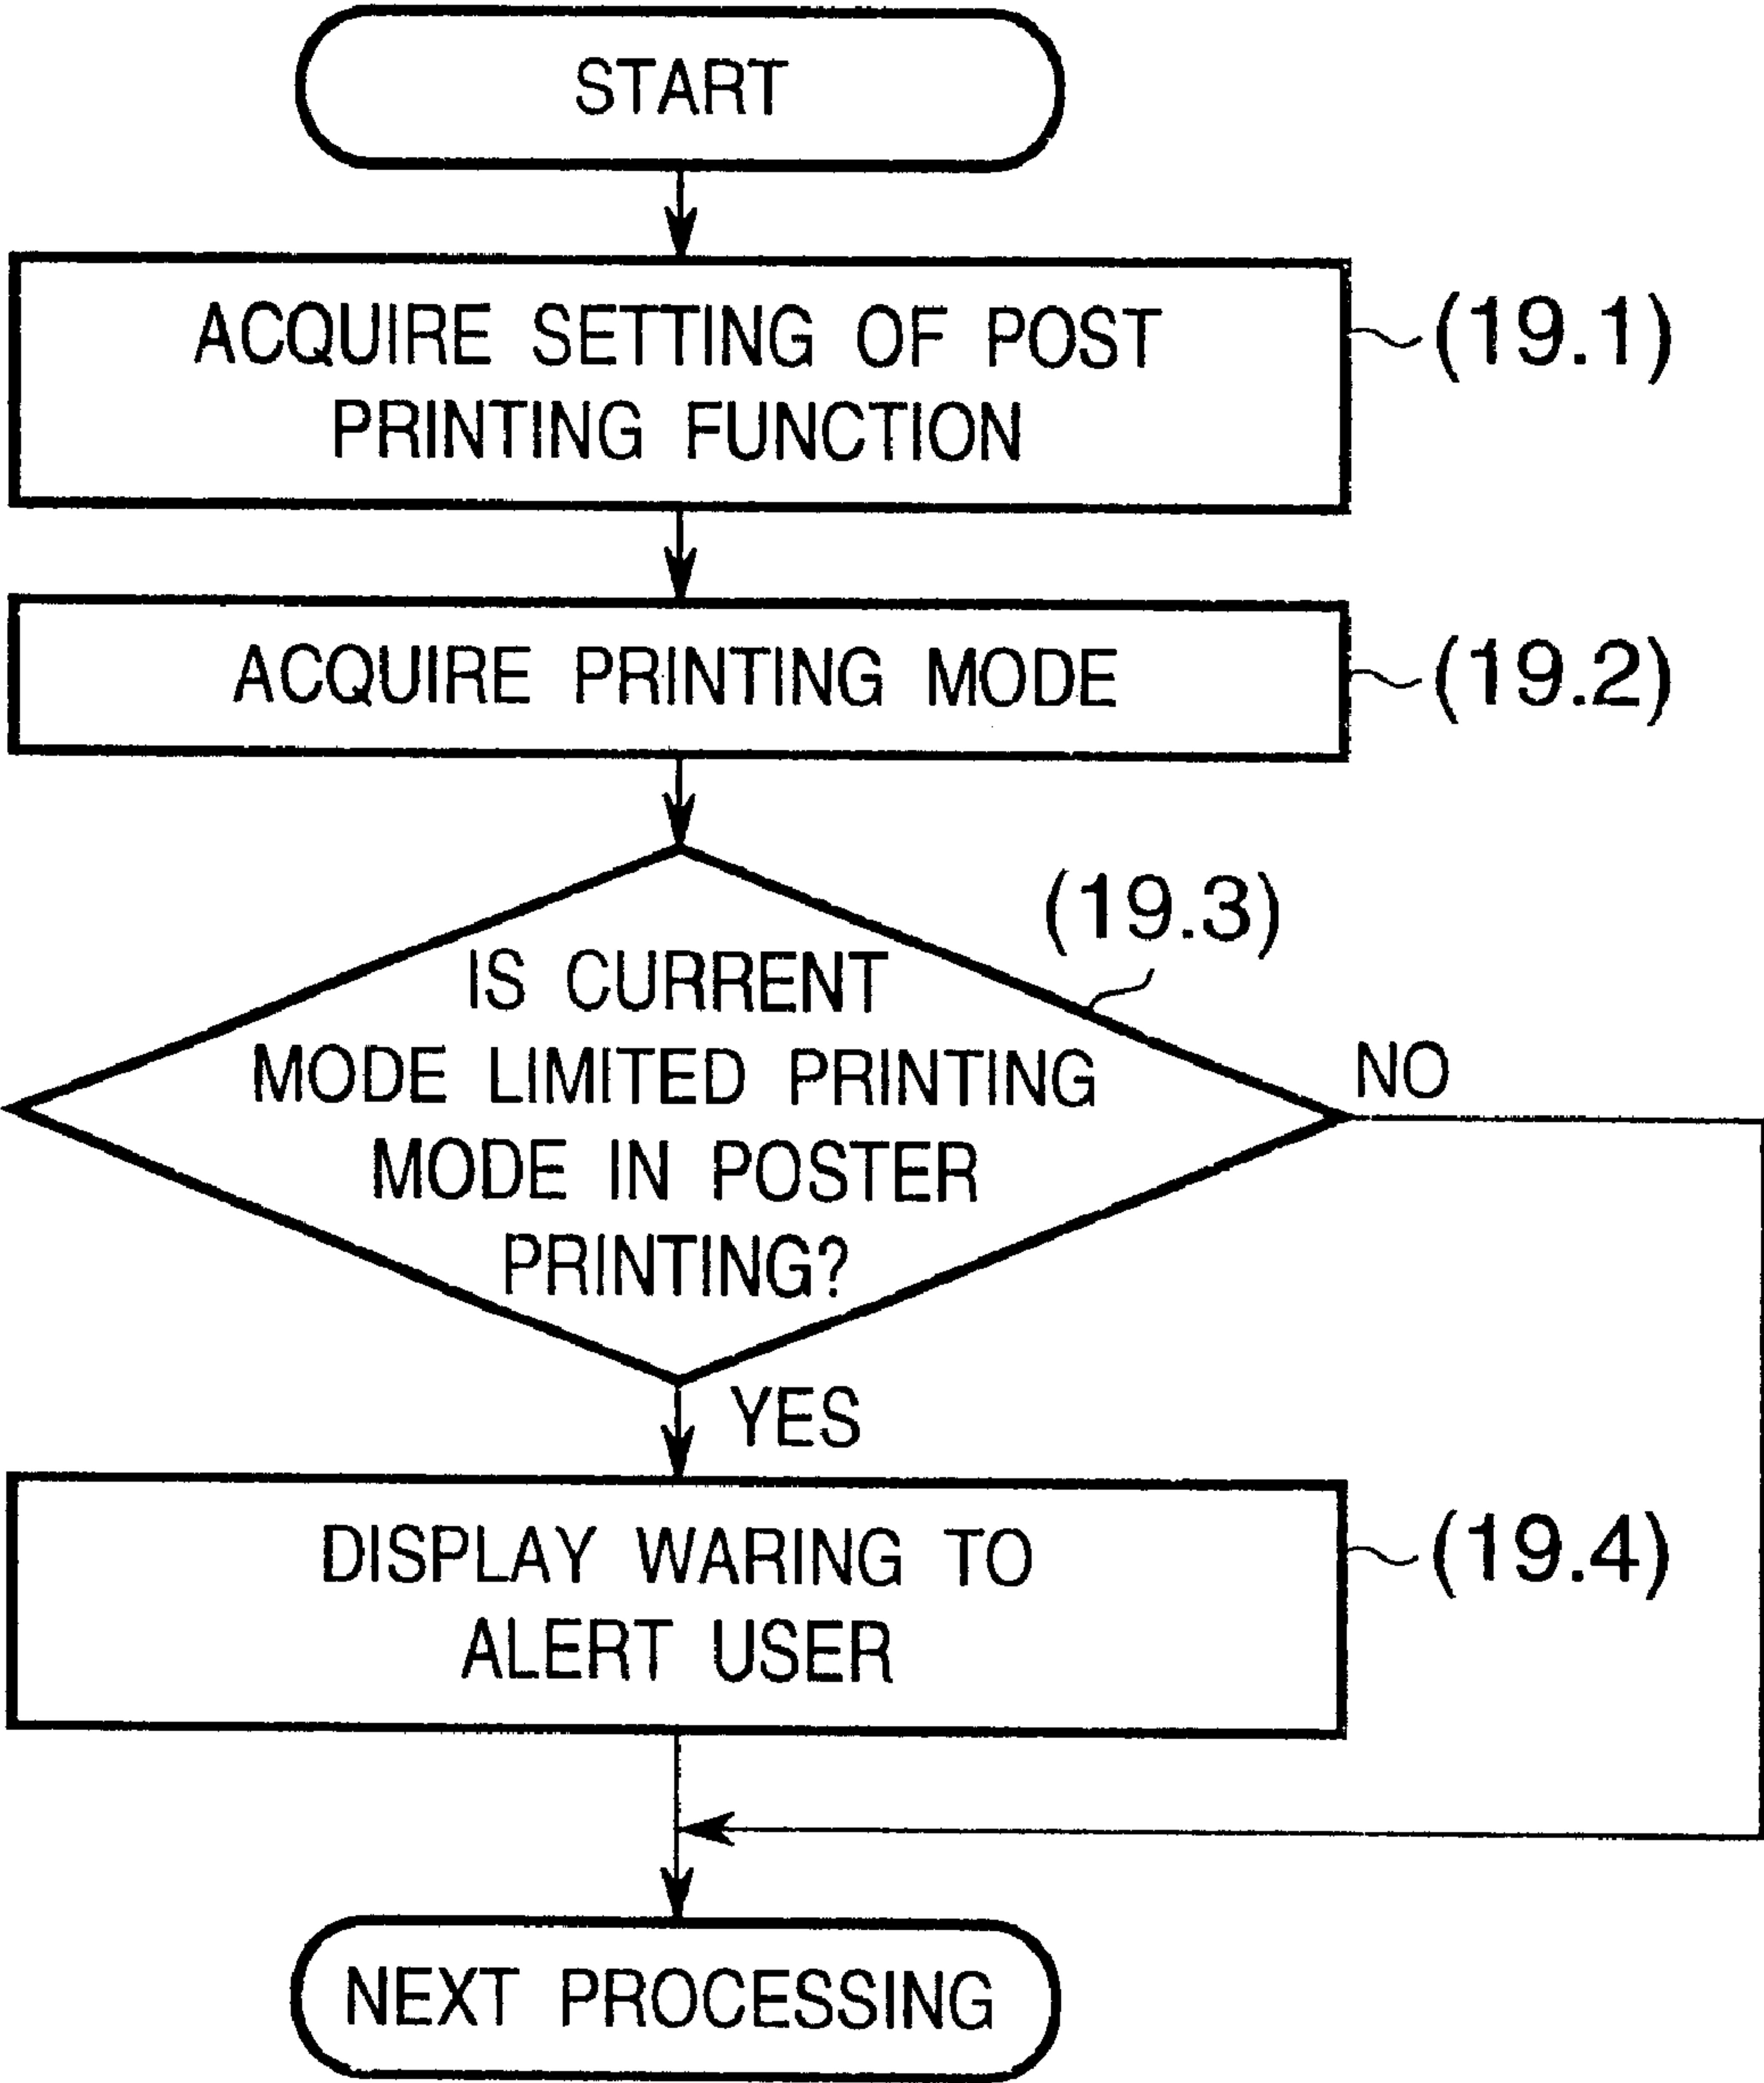 START
ACQUIRE SETTING OF POST
PRINTING FUNCTION
(19.1)
ACQUIRE PRINTING MODE
(19.2)
(19.3)
IS CURRENT
MODE LIMITED PRINTING
MODE IN POSTER
PRINTING?
NO
YES
DISPLAY WARING TO
ALERT USER
(19.4)
NEXT PROCESSING